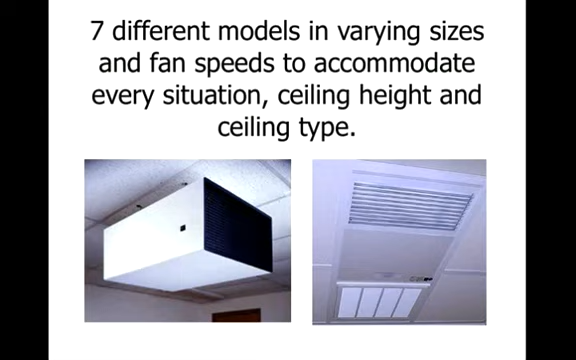 7 different models in varying sizes
and fan speeds to accommodate
every situation, ceiling height and
ceiling type.